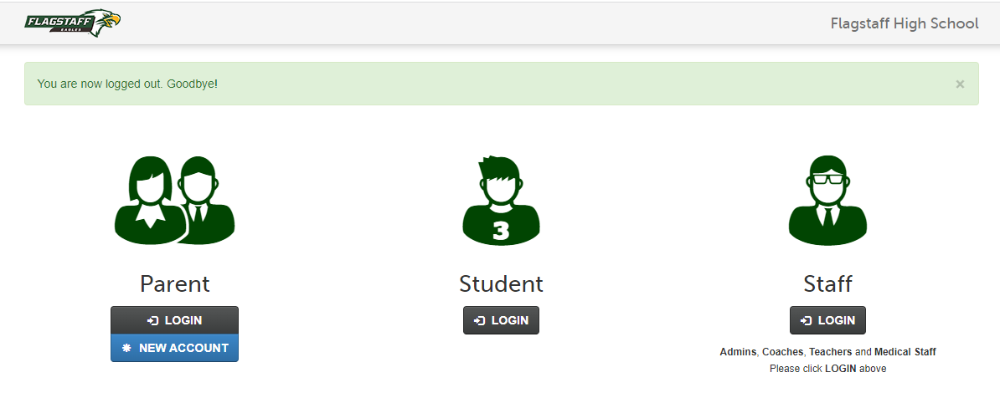 FLAGSTAFF
EAGLES
Flagstaff High School
You are now logged out. Goodbye!
×
3
Parent
Student
Staff
LOGIN
LOGIN
LOGIN
NEW ACCOUNT
Admins, Coaches, Teachers and Medical Staff
Please click LOGIN above